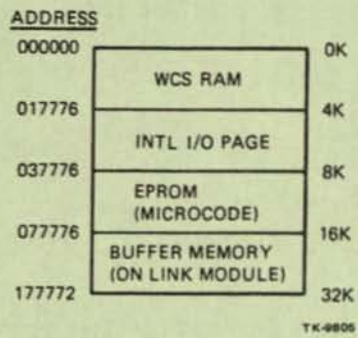 ADDRESS
000000 0K
WCS RAM
017776 4K
INTL I/O PAGE
037776 8K
EPROM
(MICROCODE)
077776 16K
BUFFER MEMORY
(ON LINK MODULE)
177772 32K
TK-9805